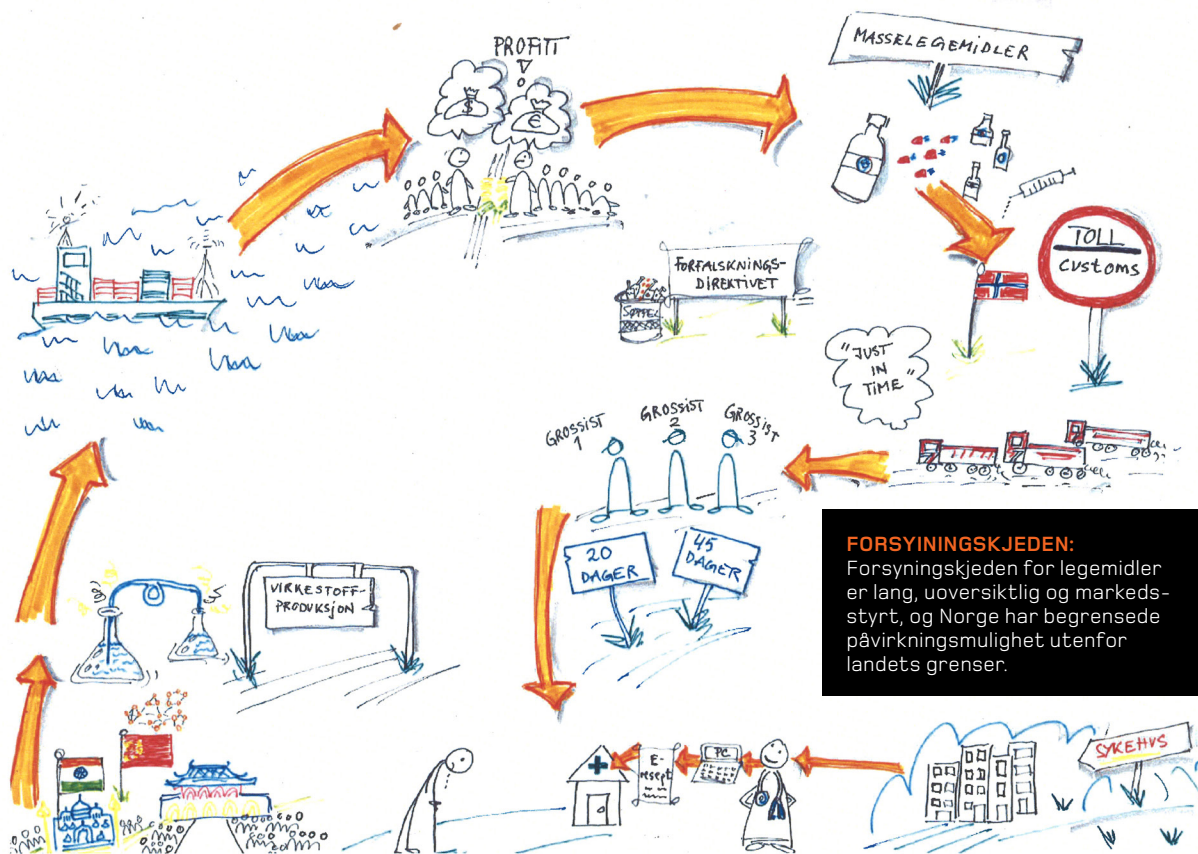 PROFITT
$
€
MASSELEGEMIDLER
TOLL
CUSTOMS
FORFALSKNINGS-
DIREKTIVET
SØPPEL
"JUST
IN
TIME"
GROSSIST
1
GROSSIST
2
GROSSIST
3
20
DAGER
45
DAGER
FORSYININGSKJEDEN:
Forsyningskjeden for legemidler
er lang, uoversiktlig og markeds-
styrt, og Norge har begrensede
påvirkningsmulighet utenfor
landets grenser.
VIRKESTOFF-
PRODUKSJON
E-
resept
PC
SYKEHUS